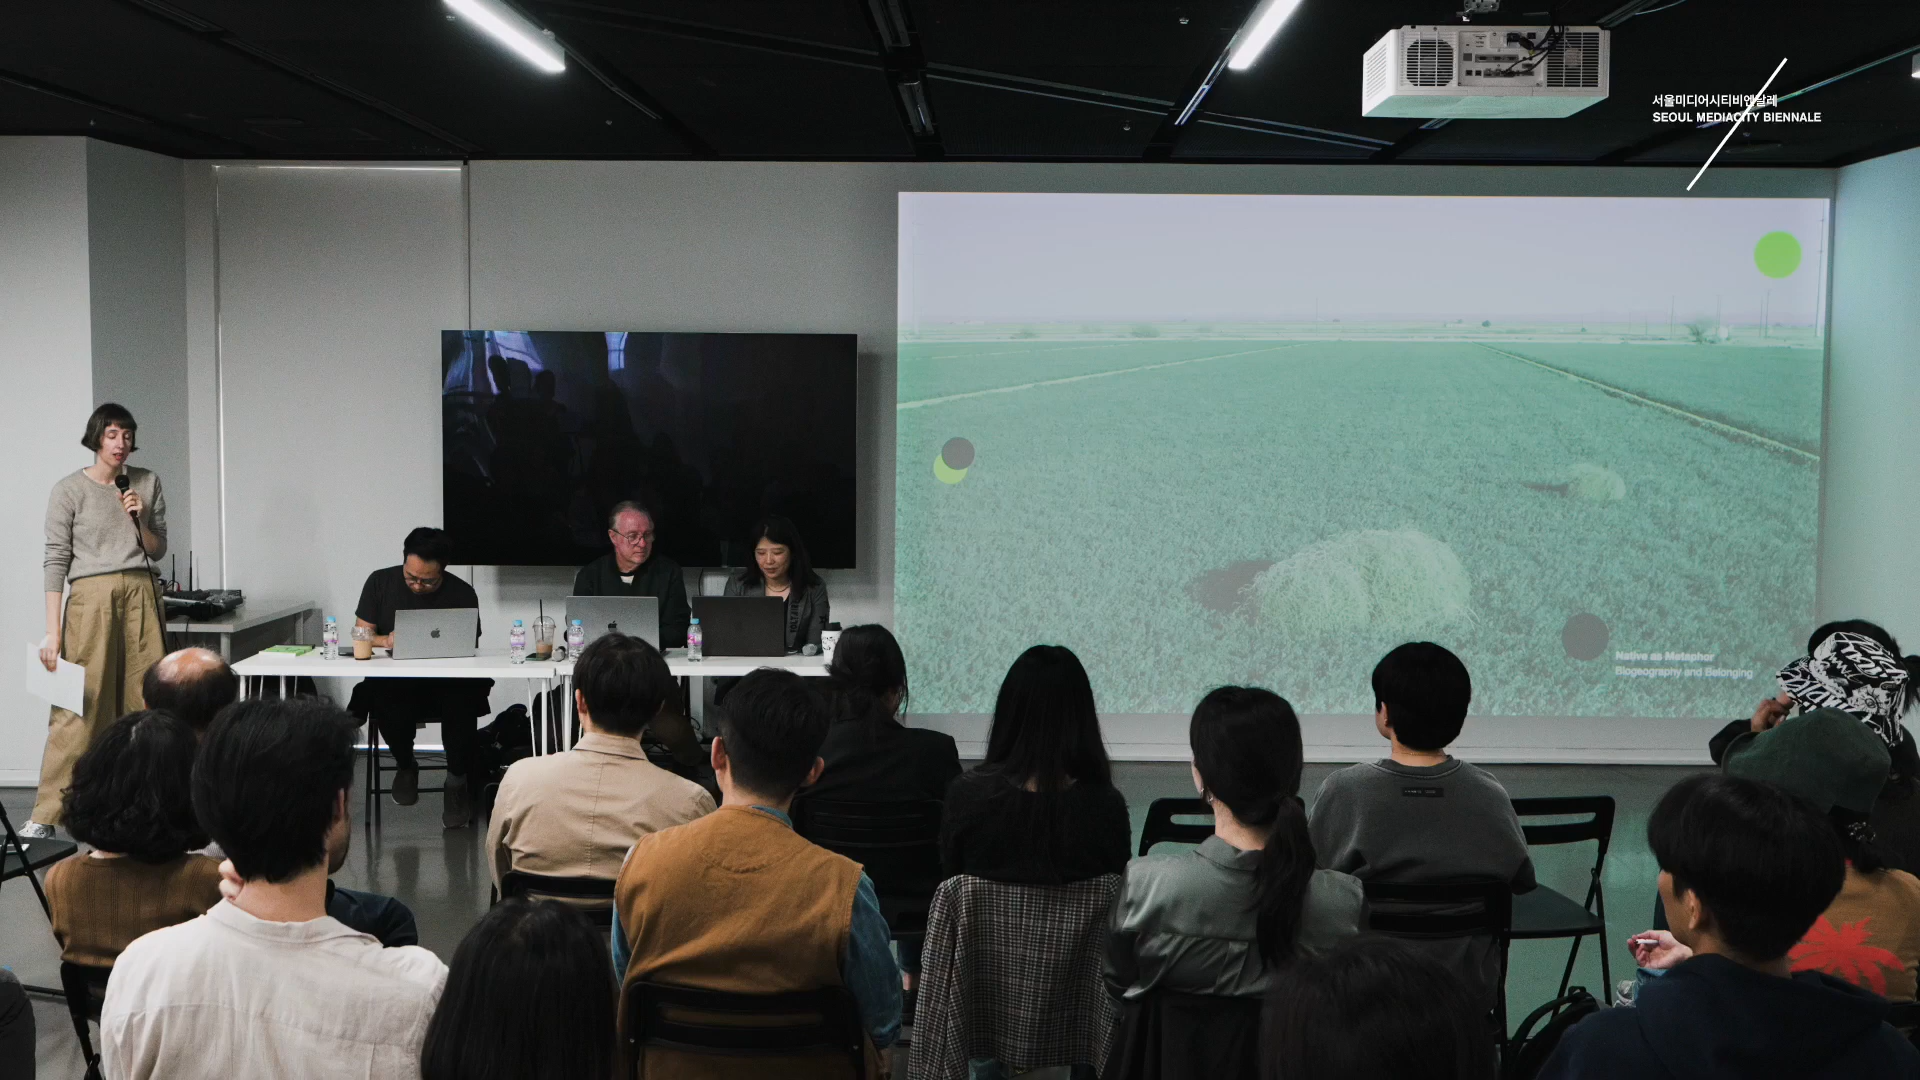 서울미디어시티비엔날레
SEOUL MEDIACITY BIENNALE
Native as Metaphor
Biogeography and Belonging